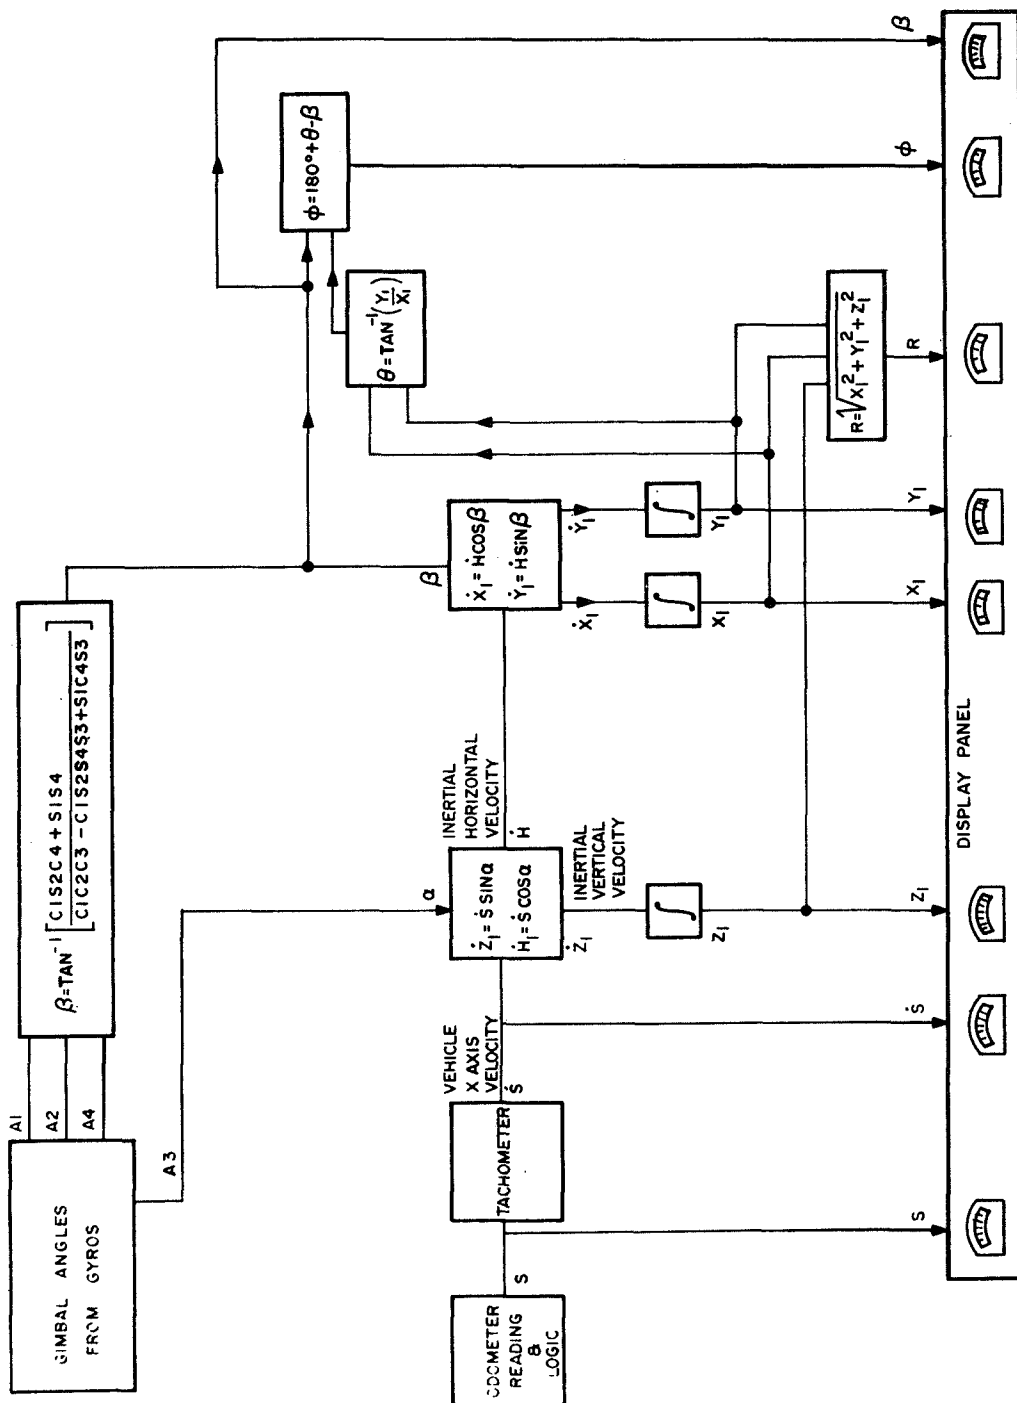 GIMBAL ANGLES
FROM GYROS
A1
A2
A4
A3
β=TAN⁻¹[C1S2C4+S1S4 / C1C2C3-C1S2S4S3+S1C4S3]
β
φ=180°+θ-β
θ=TAN⁻¹(Y₁/X₁)
ODOMETER
READING
&
LOGIC
S
TACHOMETER
VEHICLE
X AXIS
VELOCITY
Ṡ
α
Ż₁=Ṡ SINα
Ḣ₁=Ṡ COSα
INERTIAL
HORIZONTAL
VELOCITY
Ḣ
β
Ẋ₁=ḢCOSβ
Ẏ₁=ḢSINβ
INERTIAL
VERTICAL
VELOCITY
Ż₁
∫
Z₁
Ẋ₁
∫
X₁
Ẏ₁
∫
Y₁
R=√X₁²+Y₁²+Z₁²
S
Ṡ
Z₁
X₁
Y₁
R
φ
DISPLAY PANEL